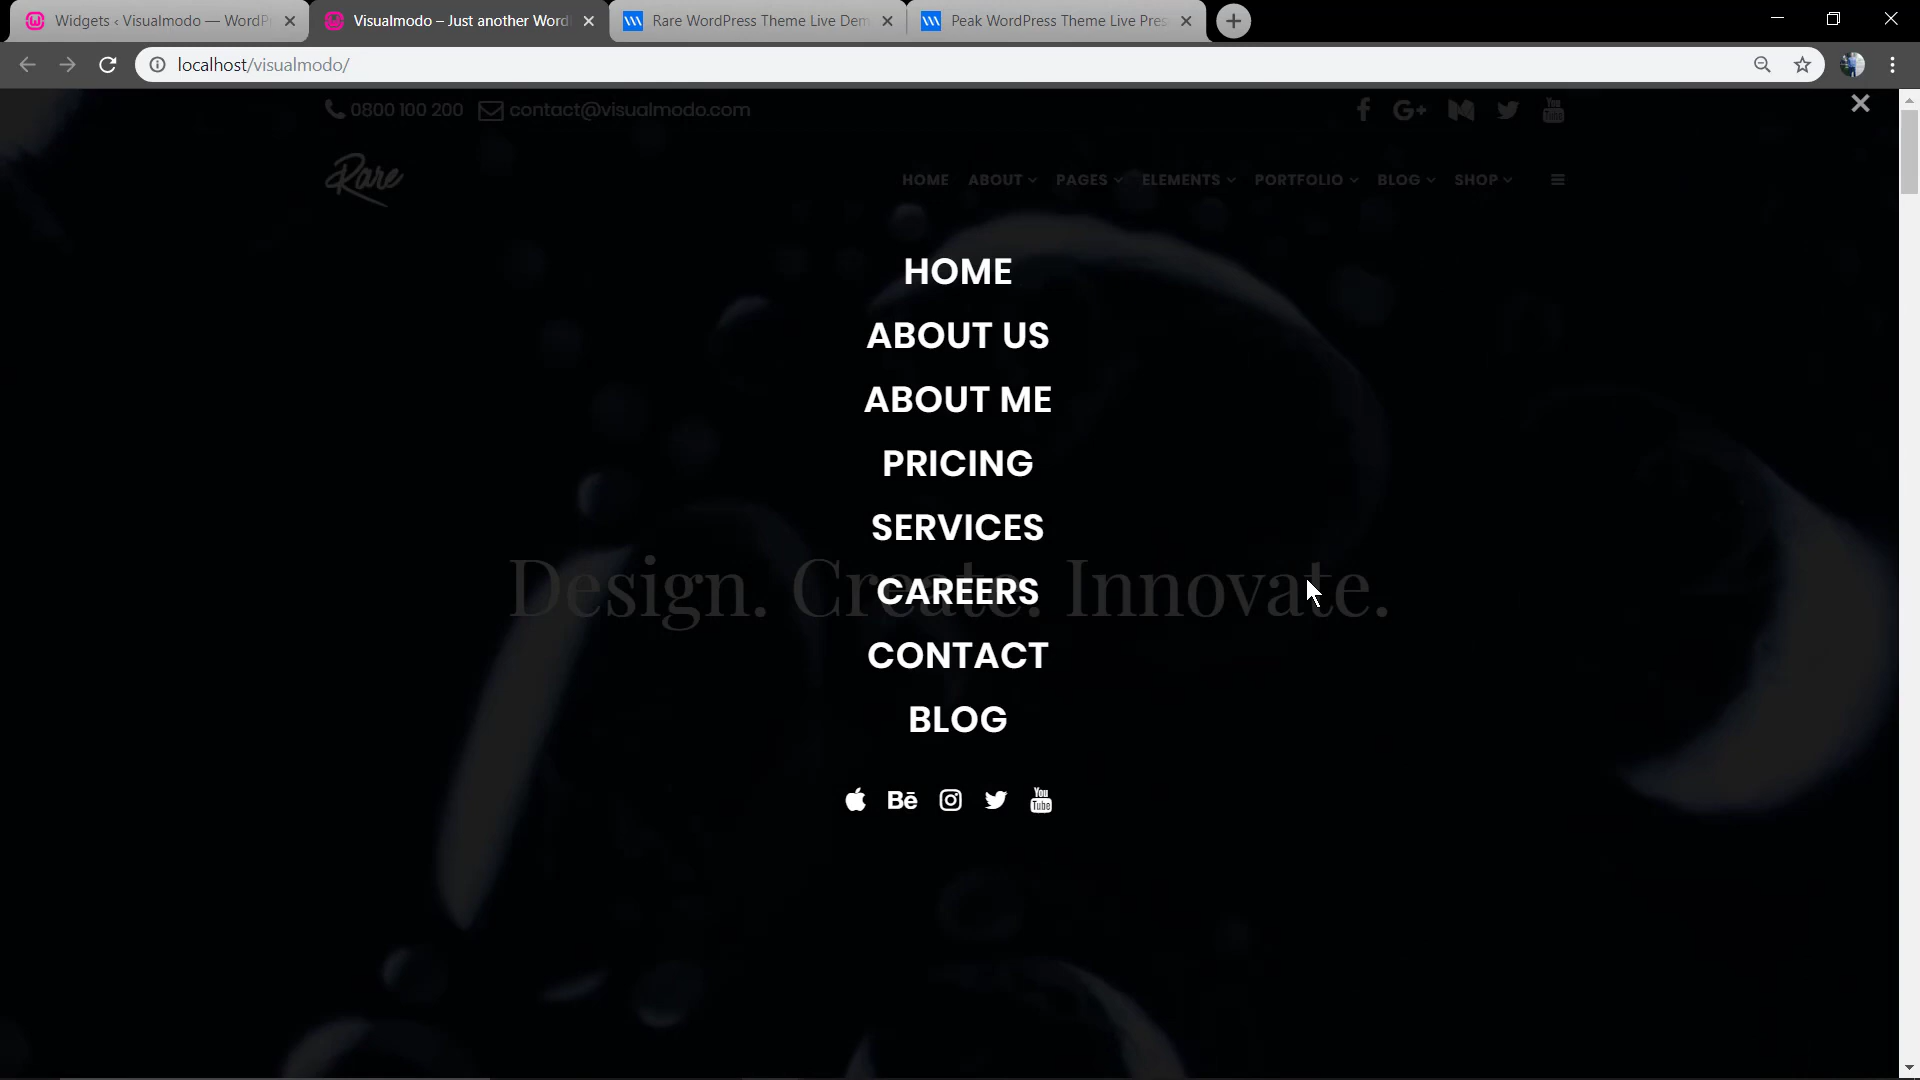 Widgets ‹ Visualmodo — WordP
Visualmodo – Just another Word
Rare WordPress Theme Live Dem
Peak WordPress Theme Live Pres
localhost/visualmodo/
0800 100 200 contact@visualmodo.com
You
Tube
Rare
HOME ABOUT PAGES ELEMENTS PORTFOLIO BLOG SHOP
HOME
ABOUT US
ABOUT ME
PRICING
SERVICES
Design. Create. Innovate.
CAREERS
CONTACT
BLOG
Bē
You
Tube